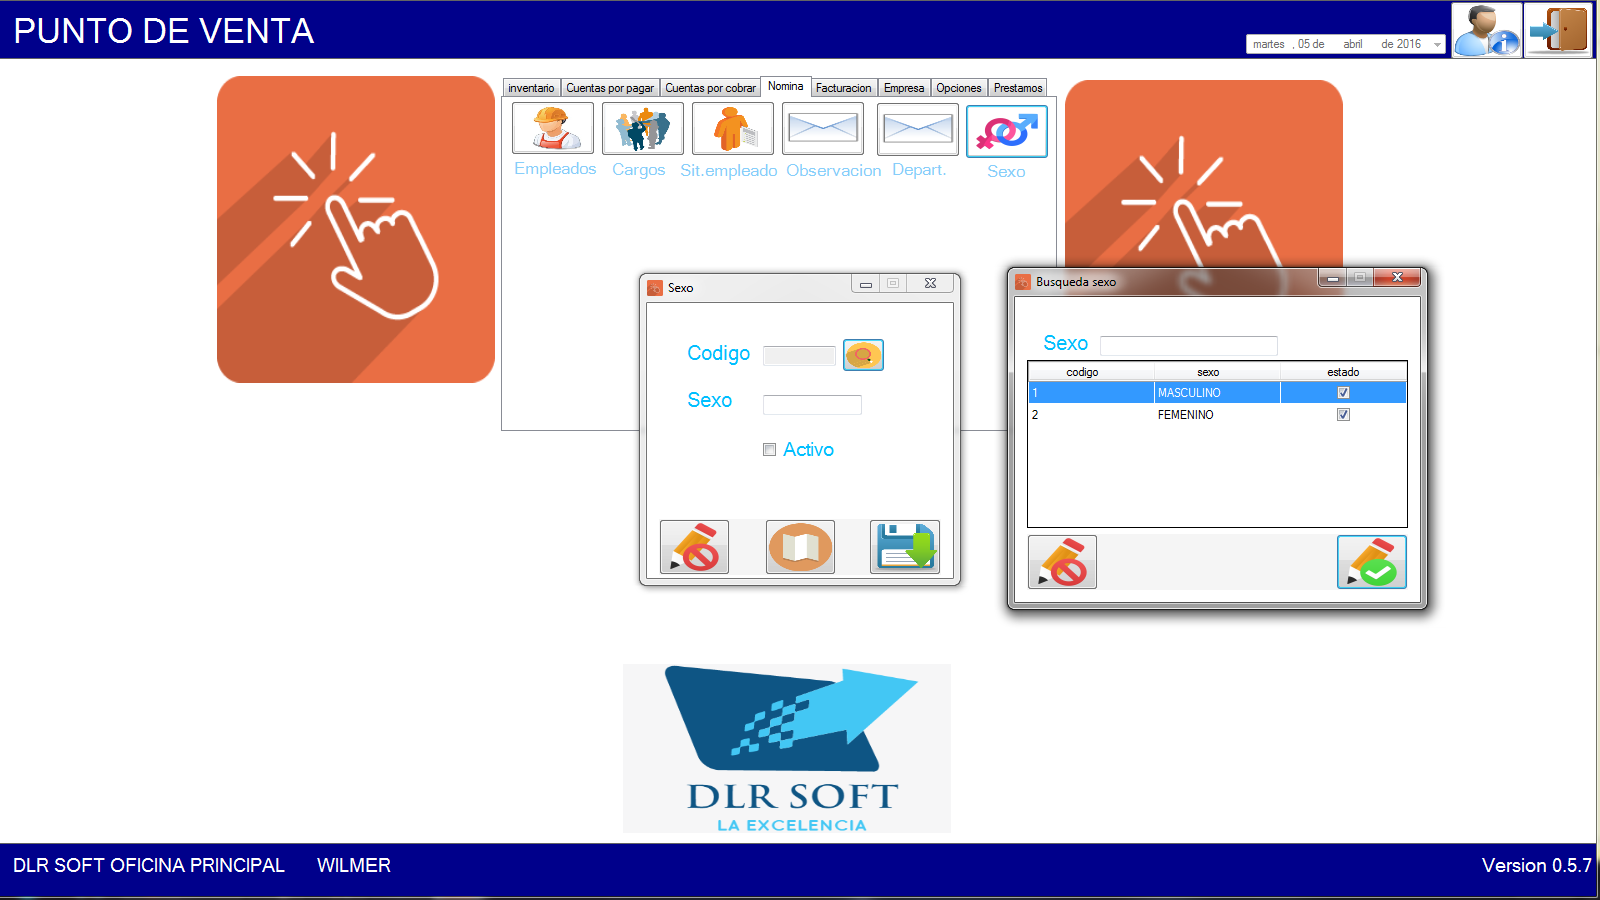 PUNTO DE VENTA
martes , 05 de abril de 2016
inventario Cuentas por pagar Cuentas por cobrar Nomina Facturacion Empresa Opciones Prestamos
Empleados Cargos Sit.empleado Observacion Depart. Sexo
Sexo
Codigo
Sexo
Activo
Busqueda sexo
Sexo
codigo sexo estado
1 MASCULINO
2 FEMENINO
DLR SOFT
LA EXCELENCIA
DLR SOFT OFICINA PRINCIPAL WILMER Version 0.5.7